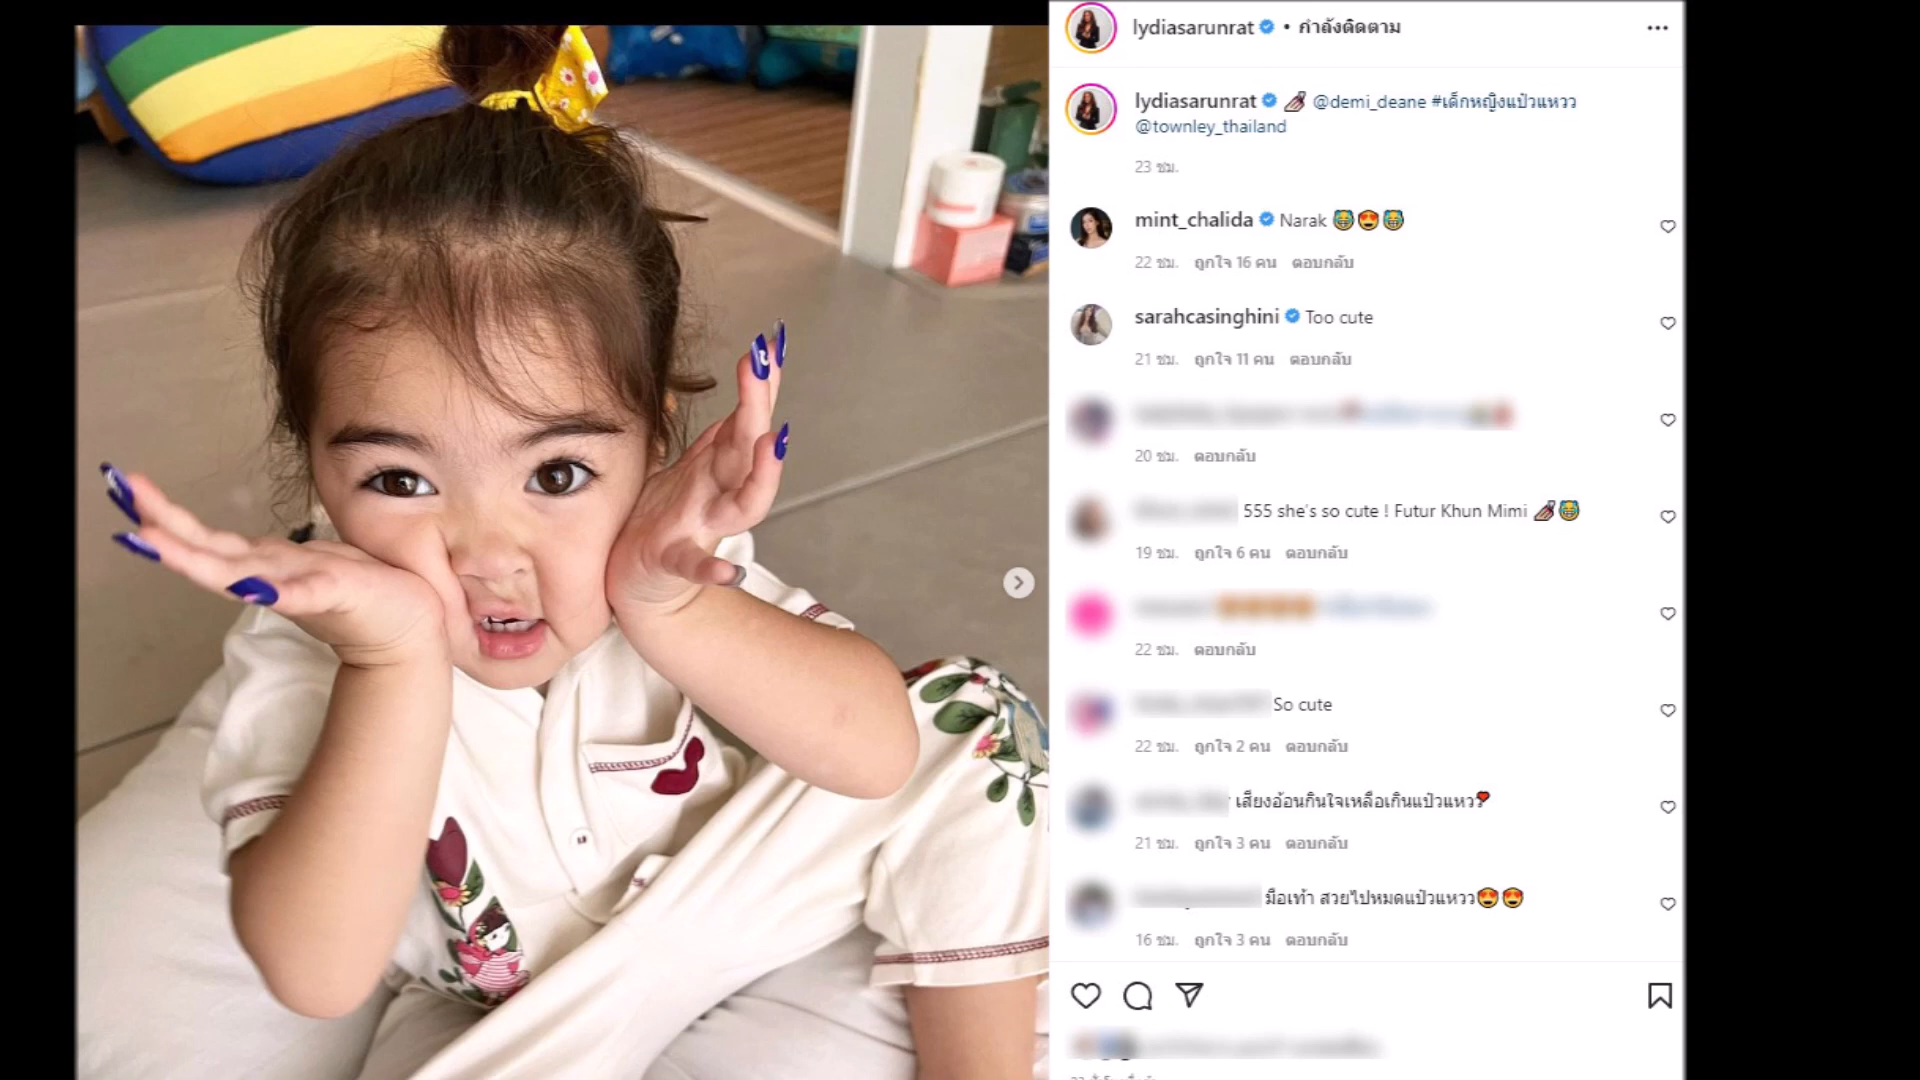 lydiasarunrat • กำลังติดตาม
lydiasarunrat 💅 @demi_deane #เด็กหญิงแป๋วแหวว
@townley_thailand
23 ชม.
mint_chalida Narak 😹😍😹
22 ชม. ถูกใจ 16 คน ตอบกลับ
sarahcasinghini Too cute
21 ชม. ถูกใจ 11 คน ตอบกลับ
20 ชม. ตอบกลับ
555 she's so cute ! Futur Khun Mimi 💅😹
19 ชม. ถูกใจ 6 คน ตอบกลับ
22 ชม. ตอบกลับ
So cute
22 ชม. ถูกใจ 2 คน ตอบกลับ
เสียงอ้อนกินใจเหลือเกินแป๋วแหวว❣
21 ชม. ถูกใจ 3 คน ตอบกลับ
มือเท้า สวยไปหมดแป๋วแหวว😍😍
16 ชม. ถูกใจ 3 คน ตอบกลับ